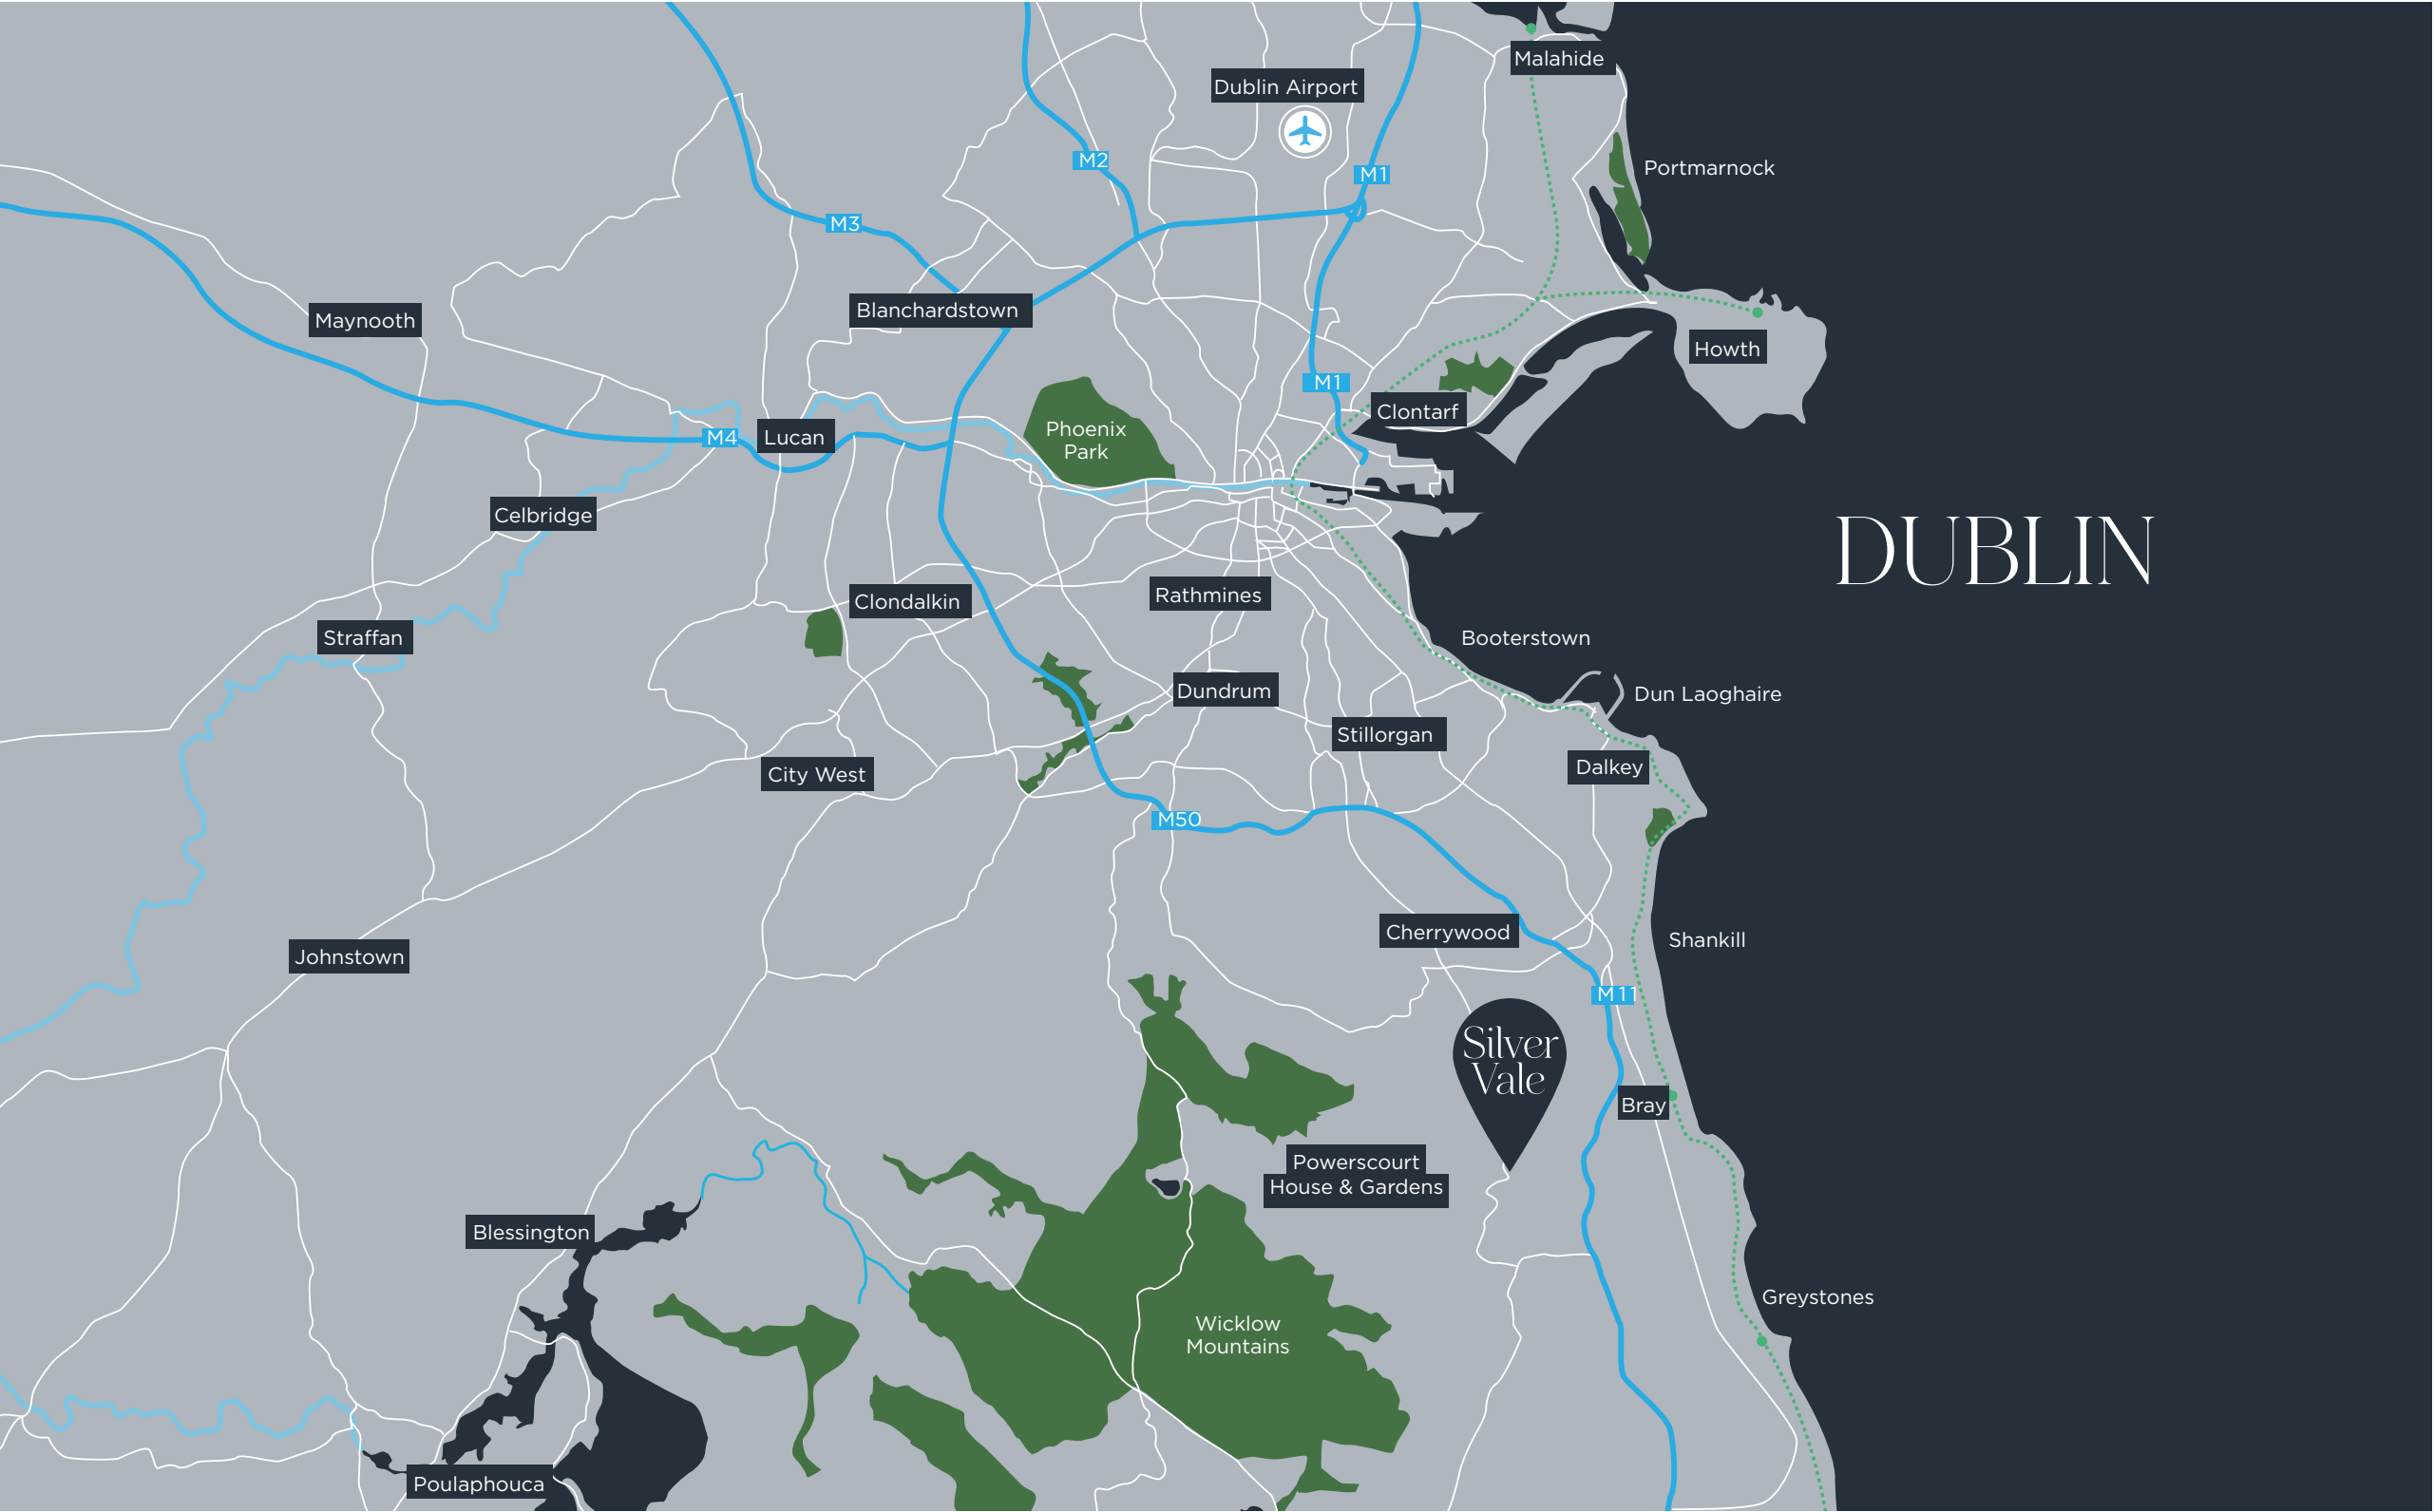 Malahide
Dublin Airport
M2
Portmarnock
M1
M3
Blanchardstown
Maynooth
Howth
M1
Clontarf
Phoenix
Park
M4
Lucan
Celbridge
DUBLIN
Rathmines
Clondalkin
Straffan
Booterstown
Dundrum
Dun Laoghaire
Stillorgan
Dalkey
City West
M50
Cherrywood
Shankill
Johnstown
M11
Silver
Vale
Bray
Powerscourt
House & Gardens
Blessington
Greystones
Wicklow
Mountains
Poulaphouca